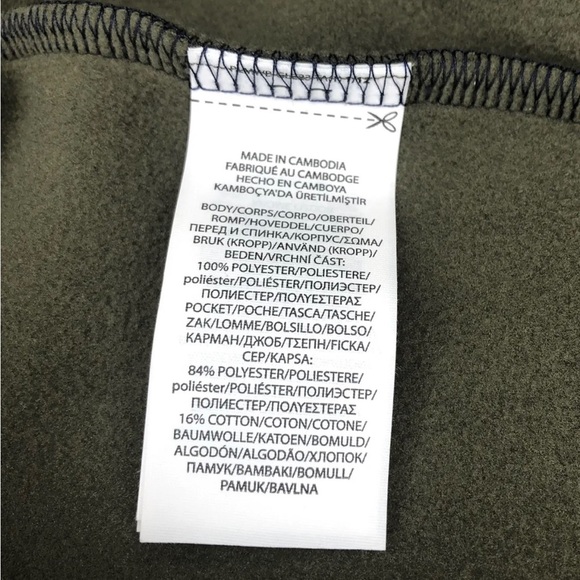 MADE IN CAMBODIA
FABRIQUÉ AU CAMBODGE
HECHO EN CAMBOYA
KAMBOÇYA'DA ÜRETİLMİŞTİR
BODY/CORPS/CORPO/OBERTEIL/
ROMP/HOVEDDEL/CUERPO/
ПЕРЕД И СПИНКА/КОРПУС/ΣΩΜΑ/
BRUK (KROPP)/ANVÄND (KROPP)/
BEDEN/VRCHNÍ ČÁST:
100% POLYESTER/POLIESTERE/
poliéster/POLIÉSTER/ПОЛИЭСТЕР/
ПОЛИЕСТЕР/ΠΟΛΥΕΣΤΕΡΑΣ
POCKET/POCHE/TASCA/TASCHE/
ZAK/LOMME/BOLSILLO/BOLSO/
КАРМАН/ДЖОБ/ΤΣΕΠΗ/FICKA/
CEP/KAPSA:
84% POLYESTER/POLIESTERE/
poliéster/POLIÉSTER/ПОЛИЭСТЕР/
ПОЛИЕСТЕР/ΠΟΛΥΕΣΤΕΡΑΣ
16% COTTON/COTON/COTONE/
BAUMWOLLE/KATOEN/BOMULD/
ALGODÓN/ALGODÃO/ХЛОПОК/
ПАМУК/ΒΑΜΒΑΚΙ/BOMULL/
PAMUK/BAVLNA